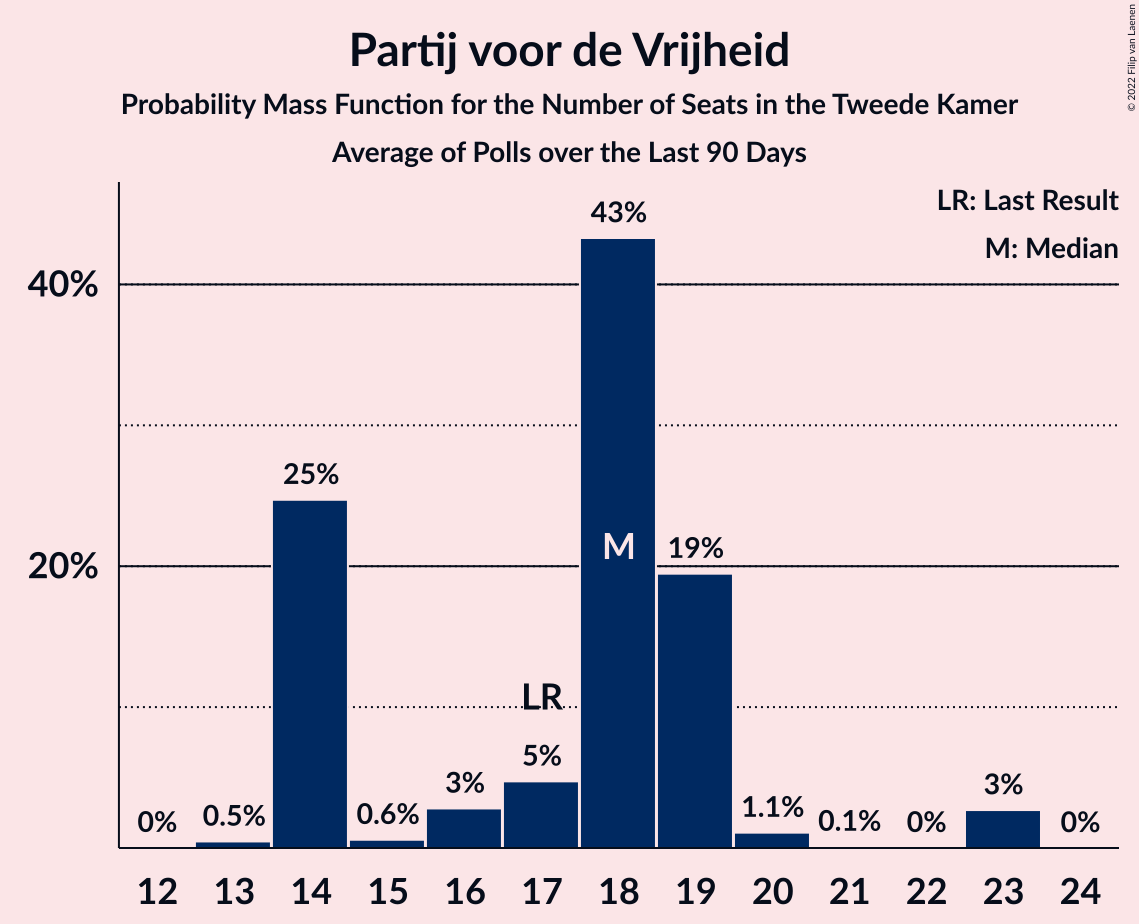 Partij voor de Vrijheid
Probability Mass Function for the Number of Seats in the Tweede Kamer
Average of Polls over the Last 90 Days
© 2022 Filip van Laenen
LR: Last Result
M: Median
40%
20%
0%
0.5%
25%
0.6%
3%
5%
LR
43%
M
19%
1.1%
0.1%
0%
3%
0%
12 13 14 15 16 17 18 19 20 21 22 23 24